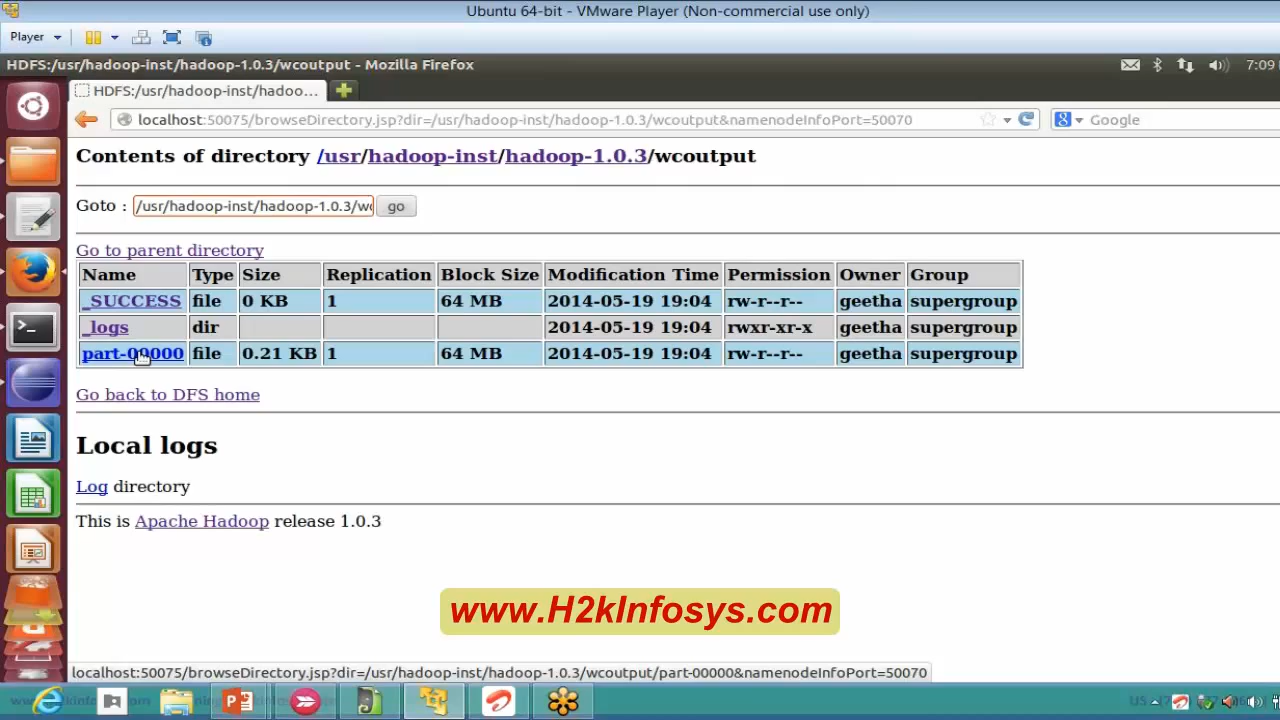 Ubuntu 64-bit - VMware Player (Non-commercial use only)
Player
HDFS:/usr/hadoop-inst/hadoop-1.0.3/wcoutput - Mozilla Firefox
7:09
HDFS:/usr/hadoop-inst/hadoo...
localhost:50075/browseDirectory.jsp?dir=/usr/hadoop-inst/hadoop-1.0.3/wcoutput&namenodeInfoPort=50070
Google
Contents of directory /usr/hadoop-inst/hadoop-1.0.3/wcoutput
Goto : /usr/hadoop-inst/hadoop-1.0.3/wc go
Go to parent directory
Name Type Size Replication Block Size Modification Time Permission Owner Group
_SUCCESS file 0 KB 1 64 MB 2014-05-19 19:04 rw-r--r-- geetha supergroup
_logs dir 2014-05-19 19:04 rwxr-xr-x geetha supergroup
part-00000 file 0.21 KB 1 64 MB 2014-05-19 19:04 rw-r--r-- geetha supergroup
Go back to DFS home
Local logs
Log directory
This is Apache Hadoop release 1.0.3
www.H2kInfosys.com
localhost:50075/browseDirectory.jsp?dir=/usr/hadoop-inst/hadoop-1.0.3/wcoutput/part-00000&namenodeInfoPort=50070